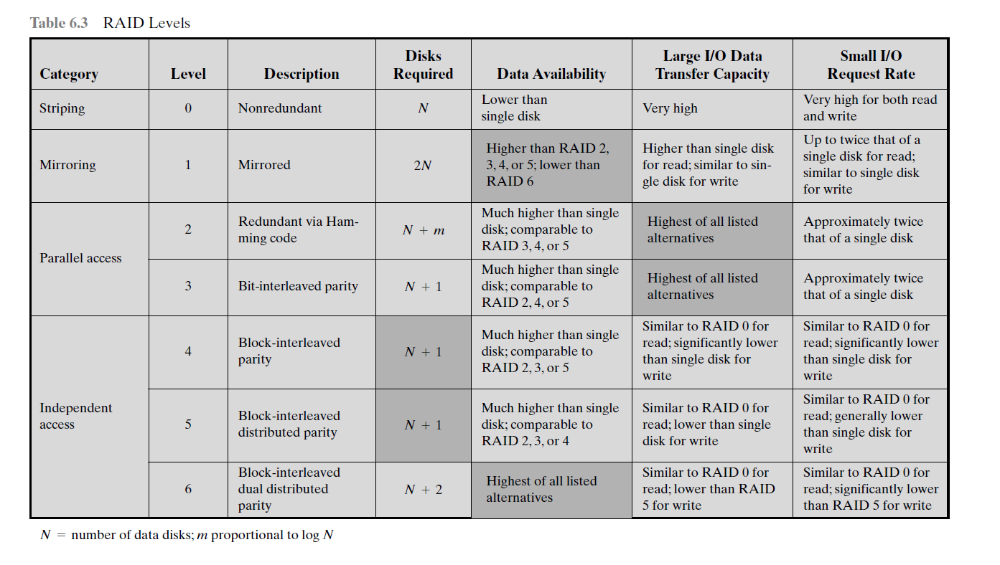 Table 6.3 RAID Levels
Category
Level
Description
Disks
Required
Data Availability
Large I/O Data
Transfer Capacity
Small I/O
Request Rate
Striping
0
Nonredundant
N
Lower than
single disk
Very high
Very high for both read
and write
Mirroring
1
Mirrored
2N
Higher than RAID 2,
3, 4, or 5; lower than
RAID 6
Higher than single disk
for read; similar to sin-
gle disk for write
Up to twice that of a
single disk for read;
similar to single disk
for write
Parallel access
2
Redundant via Ham-
ming code
N + m
Much higher than single
disk; comparable to
RAID 3, 4, or 5
Highest of all listed
alternatives
Approximately twice
that of a single disk
3
Bit-interleaved parity
N + 1
Much higher than single
disk; comparable to
RAID 2, 4, or 5
Highest of all listed
alternatives
Approximately twice
that of a single disk
Independent
access
4
Block-interleaved
parity
N + 1
Much higher than single
disk; comparable to
RAID 2, 3, or 5
Similar to RAID 0 for
read; significantly lower
than single disk for
write
Similar to RAID 0 for
read; significantly lower
than single disk for
write
5
Block-interleaved
distributed parity
N + 1
Much higher than single
disk; comparable to
RAID 2, 3, or 4
Similar to RAID 0 for
read; lower than single
disk for write
Similar to RAID 0 for
read; generally lower
than single disk for
write
6
Block-interleaved
dual distributed
parity
N + 2
Highest of all listed
alternatives
Similar to RAID 0 for
read; lower than RAID
5 for write
Similar to RAID 0 for
read; significantly lower
than RAID 5 for write
N = number of data disks; m proportional to log N